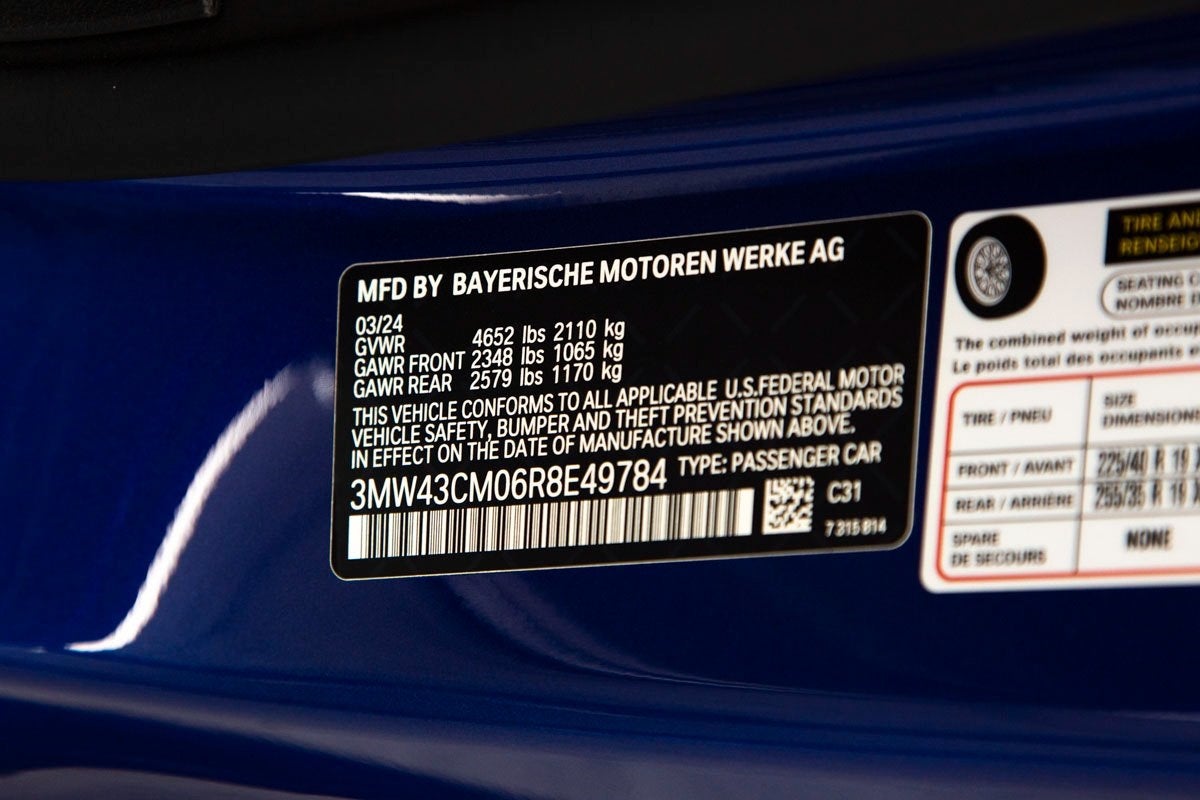 MFD BY BAYERISCHE MOTOREN WERKE AG
03/24
GVWR 4652 lbs 2110 kg
GAWR FRONT 2348 lbs 1065 kg
GAWR REAR 2579 lbs 1170 kg
THIS VEHICLE CONFORMS TO ALL APPLICABLE U.S.FEDERAL MOTOR
VEHICLE SAFETY, BUMPER AND THEFT PREVENTION STANDARDS
IN EFFECT ON THE DATE OF MANUFACTURE SHOWN ABOVE.
3MW43CM06R8E49784 TYPE: PASSENGER CAR
C31
7 315 814
TIRE
SEATING
NOMBRE
The combined weight of
Le poids total des occupants
TIRE / PNEU
SIZE
FRONT / AVANT 225/40 R 19
REAR / ARRIÈRE 255/35 R 19
SPARE
DE SECOURS
NONE